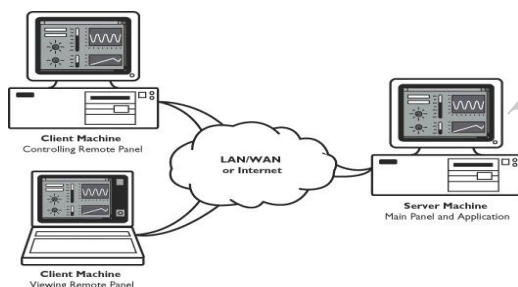 Client Machine
Controlling Remote Panel
LAN/WAN
or Internet
Server Machine
Main Panel and Application
Client Machine
Viewing Remote Panel